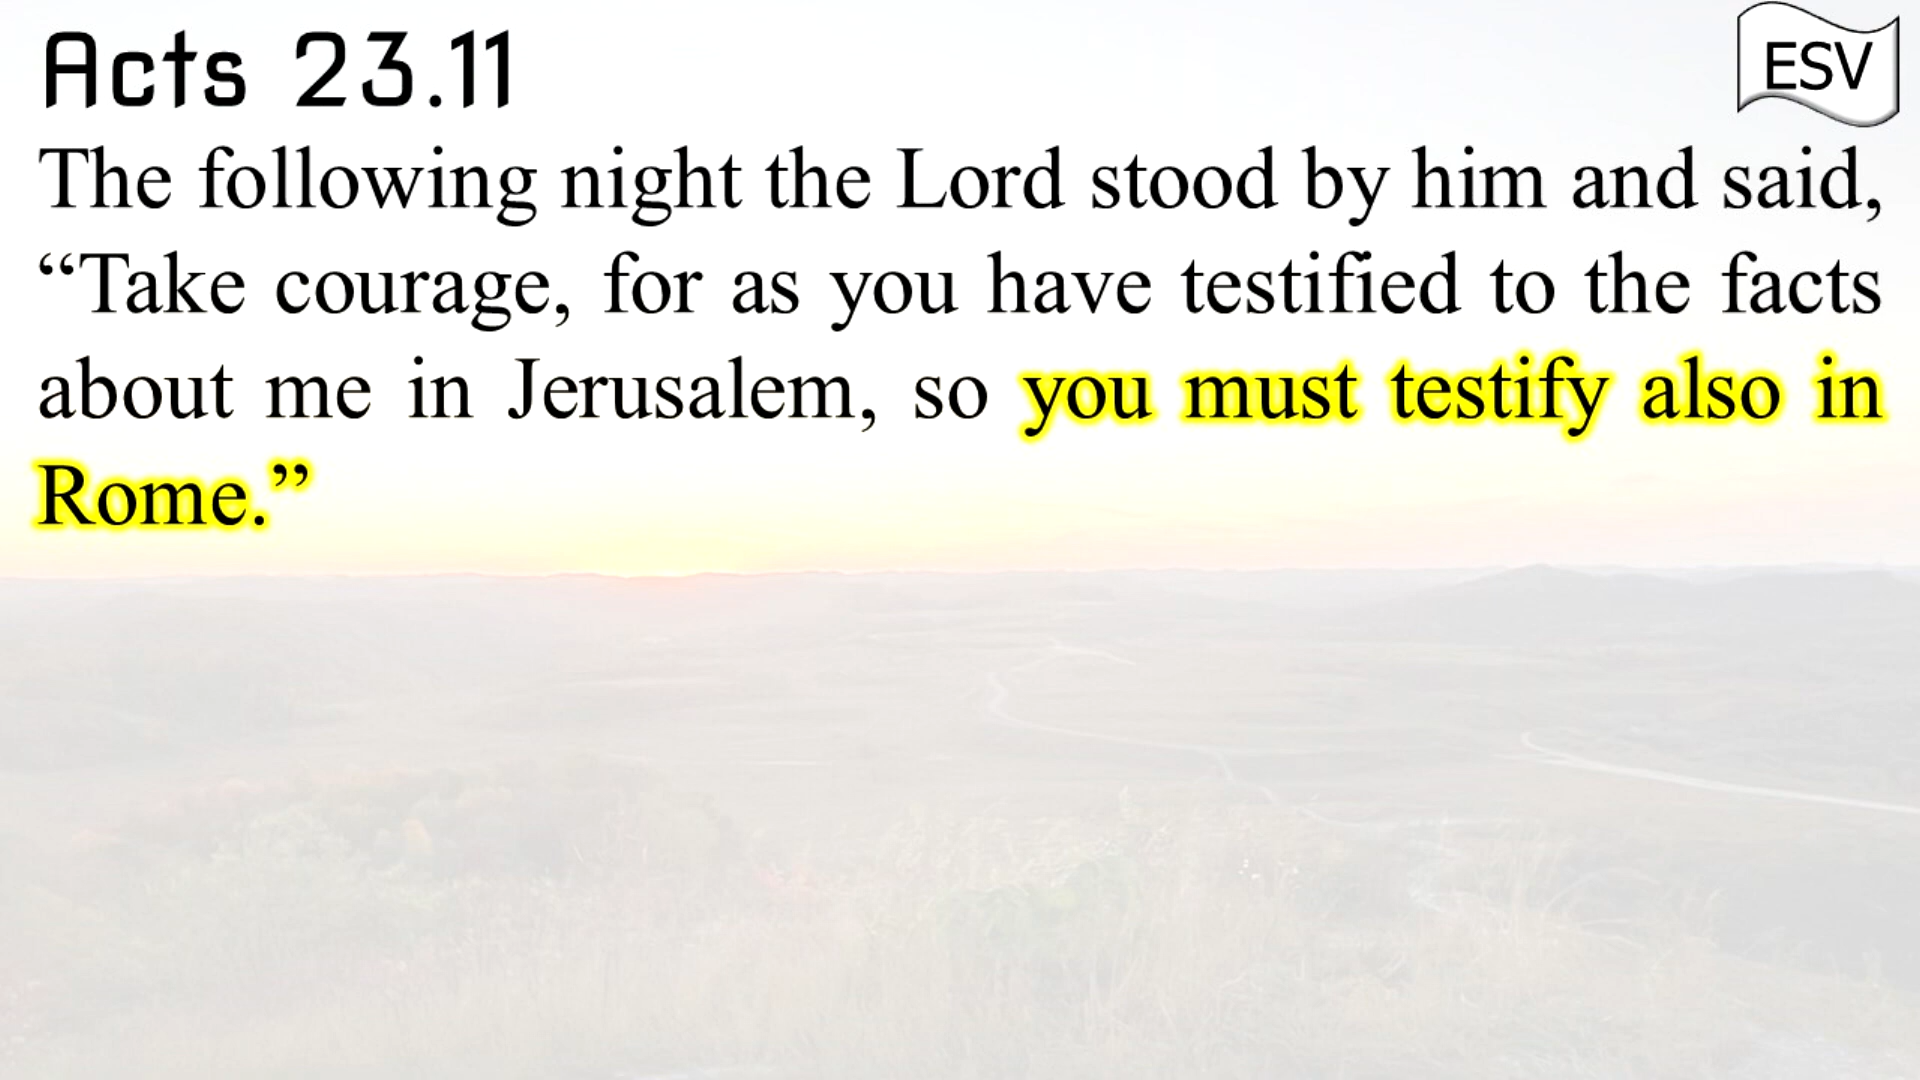 Acts 23.11
ESV
The following night the Lord stood by him and said,
“Take courage, for as you have testified to the facts
about me in Jerusalem, so you must testify also in
Rome.”